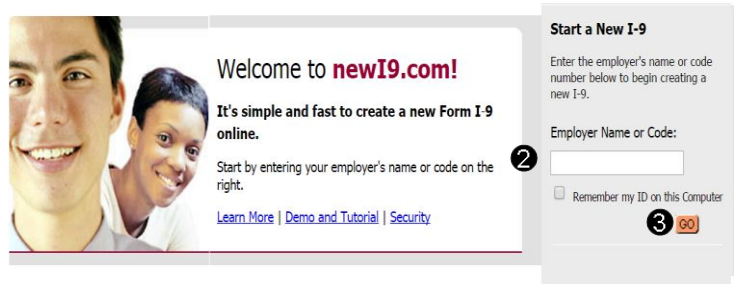 Welcome to newI9.com!
It's simple and fast to create a new Form I-9
online.
Start by entering your employer's name or code on the
right.
Learn More | Demo and Tutorial | Security
Start a New I-9
Enter the employer's name or code
number below to begin creating a
new I-9.
Employer Name or Code:
2
Remember my ID on this Computer
3 GO